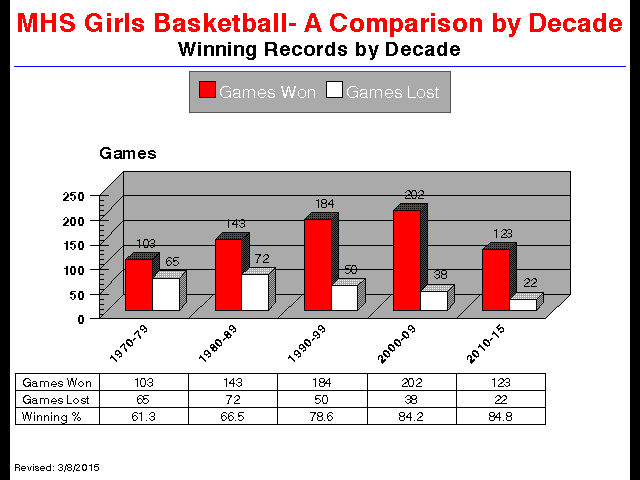 MHS Girls Basketball- A Comparison by Decade
Winning Records by Decade
Games Won Games Lost
Games
250
200
150
100
50
0
103 65 143 72 184 50 202 38 123 22
1970-79 1980-89 1990-99 2000-09 2010-15
Games Won 103 143 184 202 123
Games Lost 65 72 50 38 22
Winning % 61.3 66.5 78.6 84.2 84.8
Revised: 3/8/2015